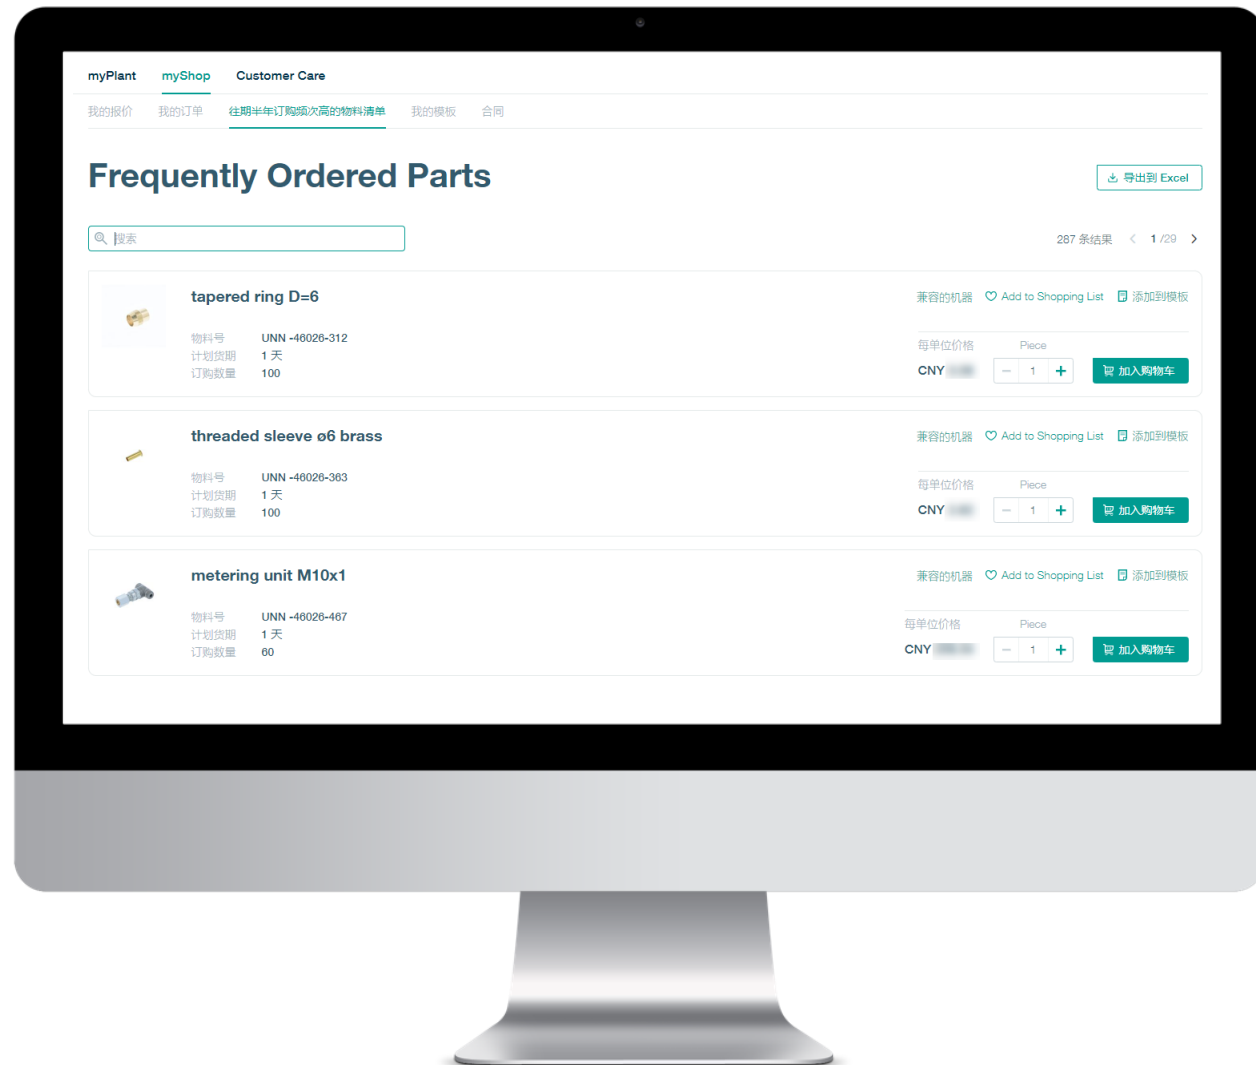 myPlant myShop Customer Care
我的报价 我的订单 往期半年订购频次高的物料清单 我的模板 合同
Frequently Ordered Parts
导出到 Excel
搜索
287 条结果 1 /29
tapered ring D=6
兼容的机器 Add to Shopping List 添加到模板
物料号 UNN -46026-312
计划货期 1 天
订购数量 100
每单位价格 Piece
CNY 1 加入购物车
threaded sleeve ø6 brass
兼容的机器 Add to Shopping List 添加到模板
物料号 UNN -46026-363
计划货期 1 天
订购数量 100
每单位价格 Piece
CNY 1 加入购物车
metering unit M10x1
兼容的机器 Add to Shopping List 添加到模板
物料号 UNN -46026-467
计划货期 1 天
订购数量 60
每单位价格 Piece
CNY 1 加入购物车